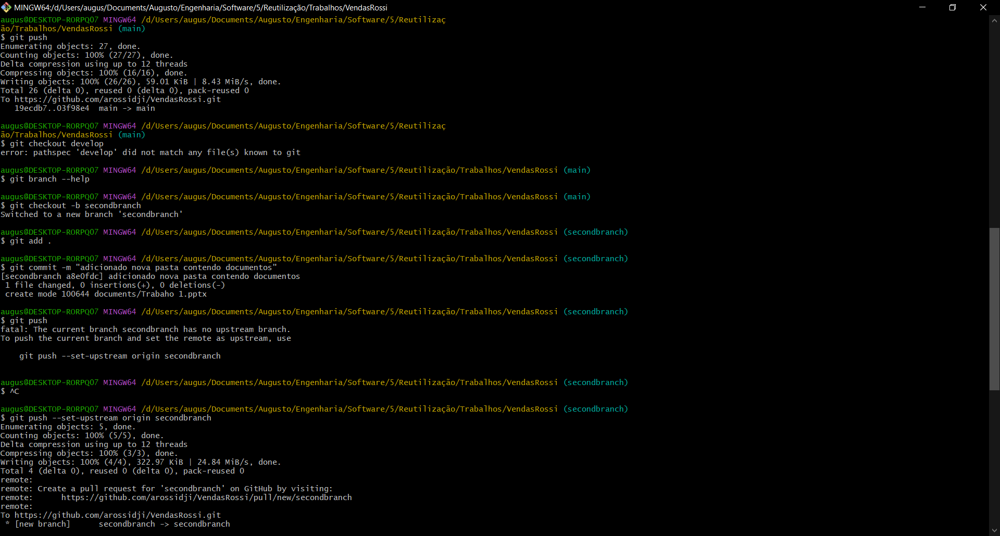 MINGW64:/d/Users/augus/Documents/Augusto/Engenharia/Software/5/Reutilização/Trabalhos/VendasRossi
augus@DESKTOP-RORPQ07 MINGW64 /d/Users/augus/Documents/Augusto/Engenharia/Software/5/Reutilizaç
ão/Trabalhos/VendasRossi (main)
$ git push
Enumerating objects: 27, done.
Counting objects: 100% (27/27), done.
Delta compression using up to 12 threads
Compressing objects: 100% (16/16), done.
Writing objects: 100% (26/26), 59.01 KiB | 8.43 MiB/s, done.
Total 26 (delta 0), reused 0 (delta 0), pack-reused 0
To https://github.com/arossidji/VendasRossi.git
   19ecdb7..03f98e4  main -> main
augus@DESKTOP-RORPQ07 MINGW64 /d/Users/augus/Documents/Augusto/Engenharia/Software/5/Reutilizaç
ão/Trabalhos/VendasRossi (main)
$ git checkout develop
error: pathspec 'develop' did not match any file(s) known to git
augus@DESKTOP-RORPQ07 MINGW64 /d/Users/augus/Documents/Augusto/Engenharia/Software/5/Reutilização/Trabalhos/VendasRossi (main)
$ git branch --help
augus@DESKTOP-RORPQ07 MINGW64 /d/Users/augus/Documents/Augusto/Engenharia/Software/5/Reutilização/Trabalhos/VendasRossi (main)
$ git checkout -b secondbranch
Switched to a new branch 'secondbranch'
augus@DESKTOP-RORPQ07 MINGW64 /d/Users/augus/Documents/Augusto/Engenharia/Software/5/Reutilização/Trabalhos/VendasRossi (secondbranch)
$ git add .
augus@DESKTOP-RORPQ07 MINGW64 /d/Users/augus/Documents/Augusto/Engenharia/Software/5/Reutilização/Trabalhos/VendasRossi (secondbranch)
$ git commit -m "adicionado nova pasta contendo documentos"
[secondbranch a8e0fdc] adicionado nova pasta contendo documentos
 1 file changed, 0 insertions(+), 0 deletions(-)
 create mode 100644 documents/Trabaho 1.pptx
augus@DESKTOP-RORPQ07 MINGW64 /d/Users/augus/Documents/Augusto/Engenharia/Software/5/Reutilização/Trabalhos/VendasRossi (secondbranch)
$ git push
fatal: The current branch secondbranch has no upstream branch.
To push the current branch and set the remote as upstream, use
    git push --set-upstream origin secondbranch
augus@DESKTOP-RORPQ07 MINGW64 /d/Users/augus/Documents/Augusto/Engenharia/Software/5/Reutilização/Trabalhos/VendasRossi (secondbranch)
$ ^C
augus@DESKTOP-RORPQ07 MINGW64 /d/Users/augus/Documents/Augusto/Engenharia/Software/5/Reutilização/Trabalhos/VendasRossi (secondbranch)
$ git push --set-upstream origin secondbranch
Enumerating objects: 5, done.
Counting objects: 100% (5/5), done.
Delta compression using up to 12 threads
Compressing objects: 100% (3/3), done.
Writing objects: 100% (4/4), 322.97 KiB | 24.84 MiB/s, done.
Total 4 (delta 0), reused 0 (delta 0), pack-reused 0
remote:
remote: Create a pull request for 'secondbranch' on GitHub by visiting:
remote:      https://github.com/arossidji/VendasRossi/pull/new/secondbranch
remote:
To https://github.com/arossidji/VendasRossi.git
 * [new branch]      secondbranch -> secondbranch